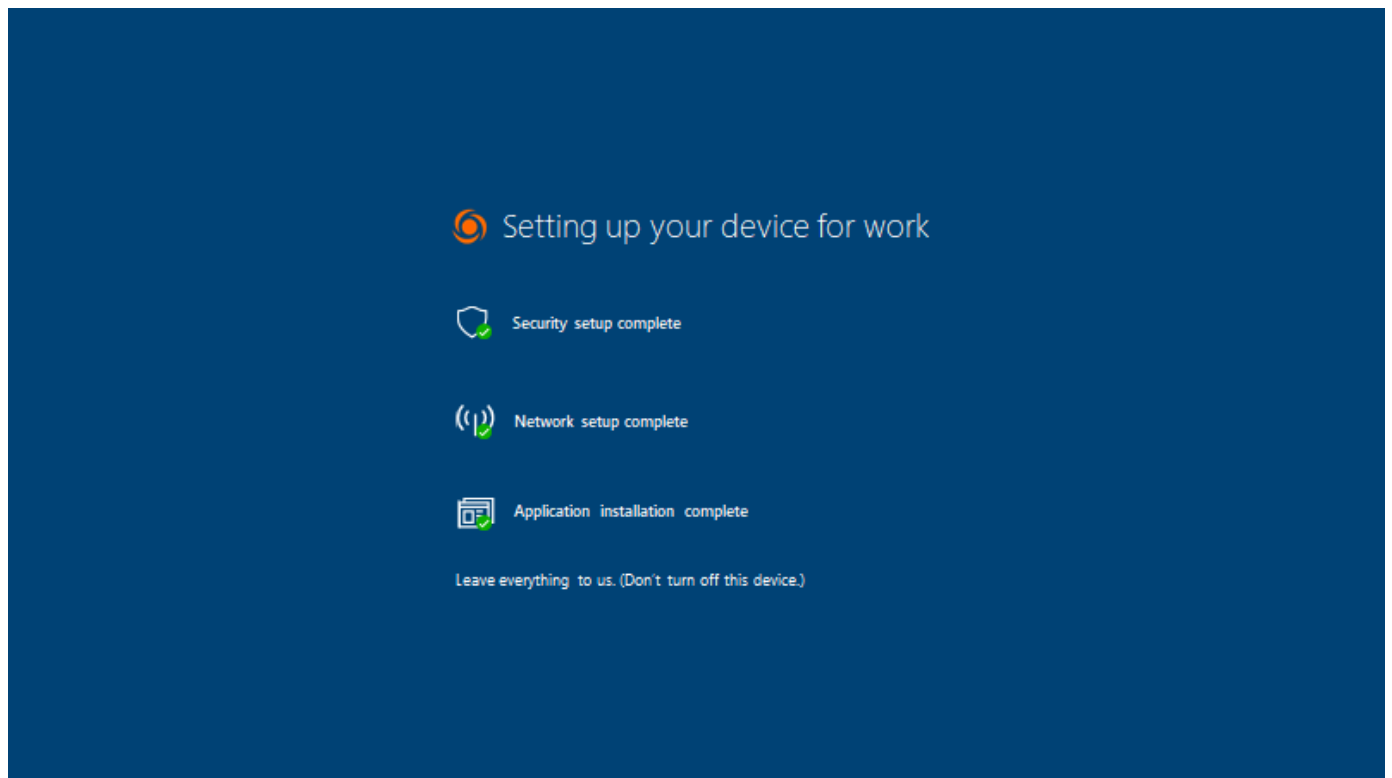 Setting up your device for work
Security setup complete
Network setup complete
Application installation complete
Leave everything to us. (Don't turn off this device.)